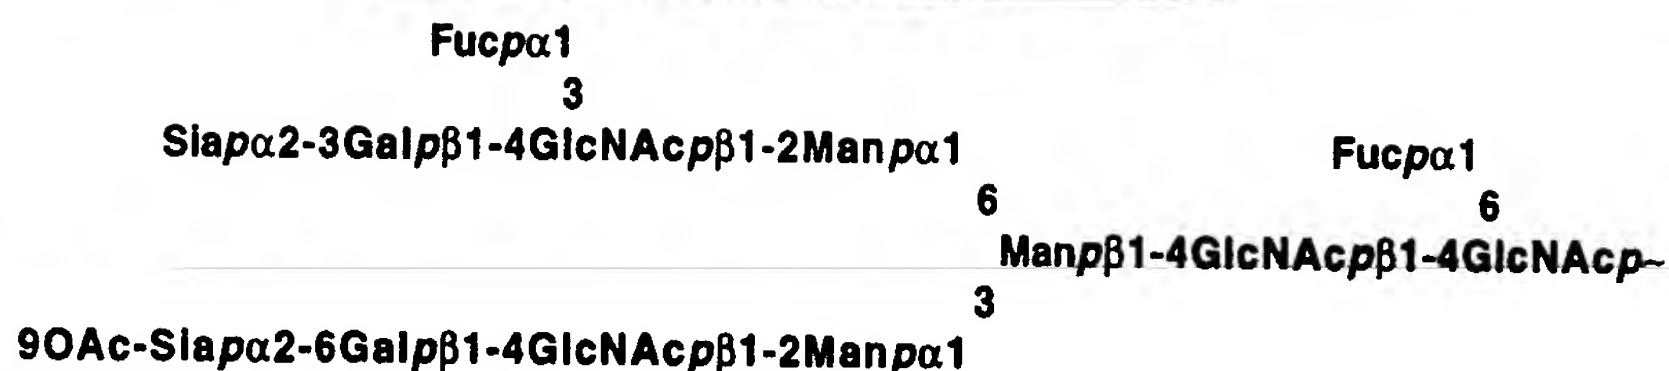 Fucpα1
3
Siapα2-3Galpβ1-4GlcNAcpβ1-2Manpα1
Fucpα1
6
6
Manpβ1-4GlcNAcpβ1-4GlcNAcp~
3
9OAc-Siapα2-6Galpβ1-4GlcNAcpβ1-2Manpα1